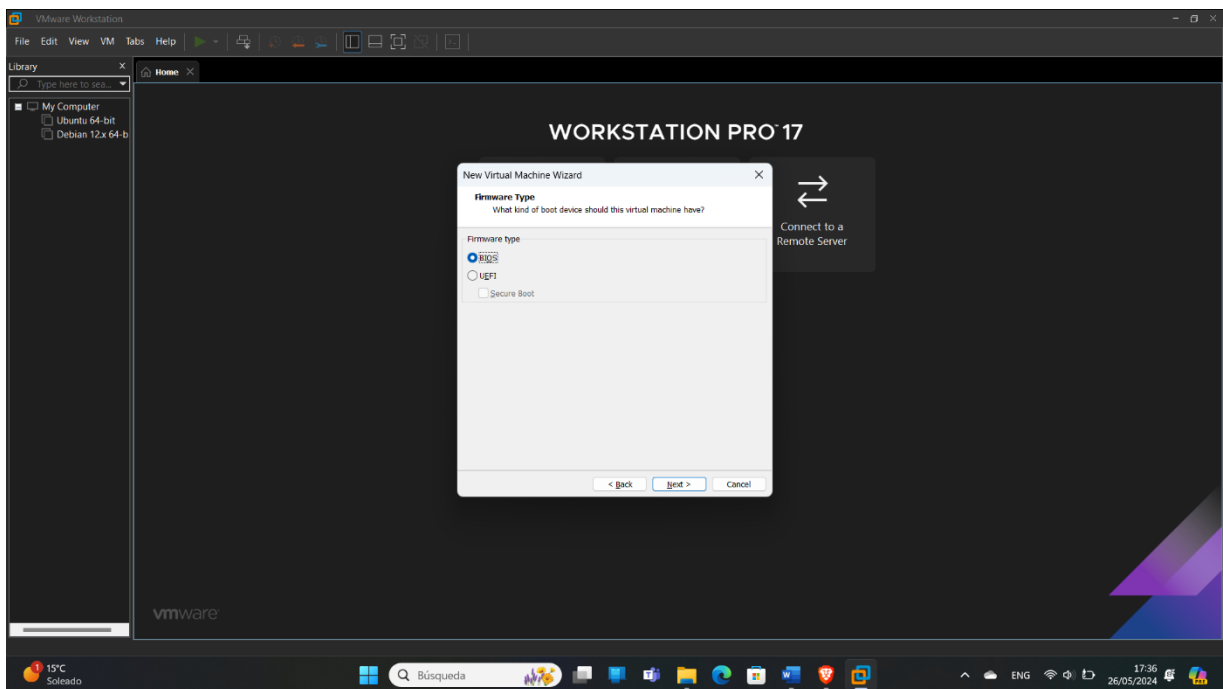 VMware Workstation
File Edit View VM Tabs Help
Library X
Home
Type here to sea...
My Computer
Ubuntu 64-bit
Debian 12.x 64-b
WORKSTATION PRO™ 17
New Virtual Machine Wizard
Firmware Type
What kind of boot device should this virtual machine have?
Firmware type
BIOS
UEFI
Secure Boot
< Back Next > Cancel
Connect to a
Remote Server
vmware
1
15°C
Soleado
Búsqueda
ENG
17:36
26/05/2024